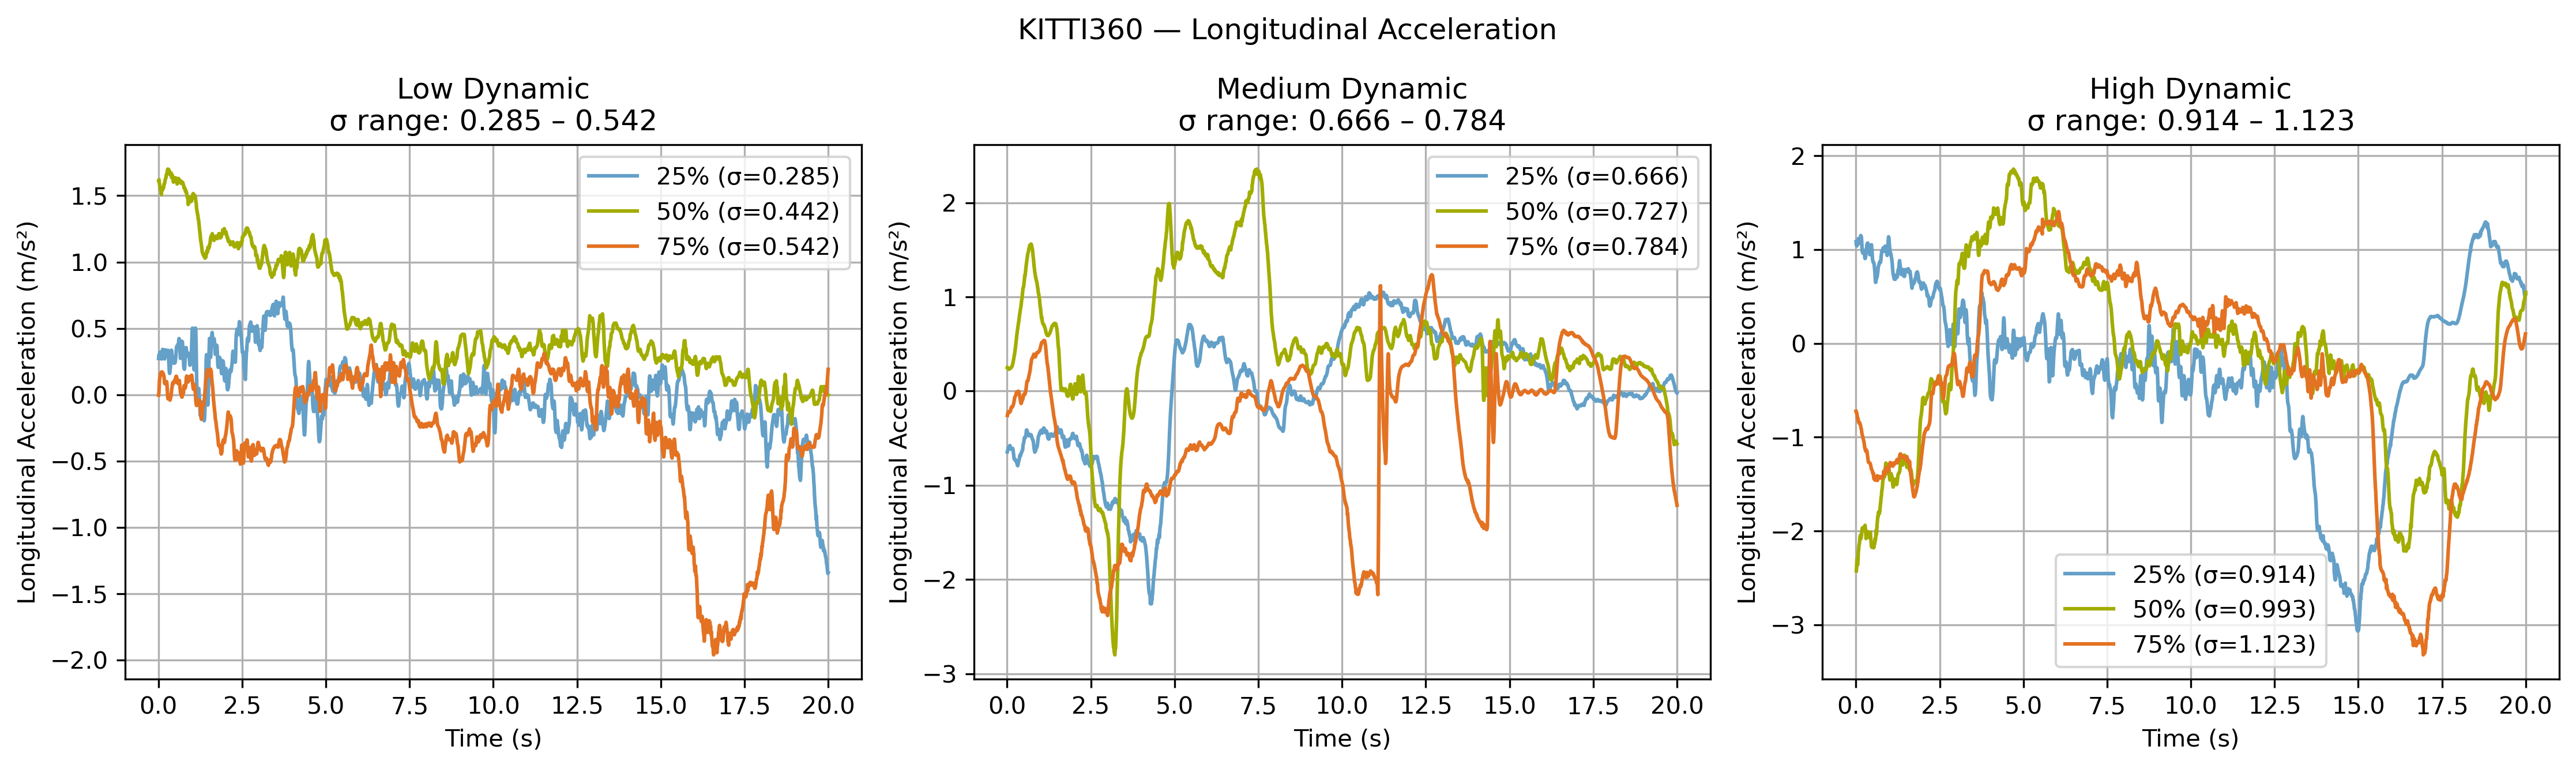 KITTI360 — Longitudinal Acceleration
Low Dynamic
σ range: 0.285 – 0.542
Longitudinal Acceleration (m/s²)
1.5
1.0
0.5
0.0
−0.5
−1.0
−1.5
−2.0
25% (σ=0.285)
50% (σ=0.442)
75% (σ=0.542)
0.0 2.5 5.0 7.5 10.0 12.5 15.0 17.5 20.0
Time (s)
Medium Dynamic
σ range: 0.666 – 0.784
Longitudinal Acceleration (m/s²)
2
1
0
−1
−2
−3
25% (σ=0.666)
50% (σ=0.727)
75% (σ=0.784)
0.0 2.5 5.0 7.5 10.0 12.5 15.0 17.5 20.0
Time (s)
High Dynamic
σ range: 0.914 – 1.123
Longitudinal Acceleration (m/s²)
2
1
0
−1
−2
−3
25% (σ=0.914)
50% (σ=0.993)
75% (σ=1.123)
0.0 2.5 5.0 7.5 10.0 12.5 15.0 17.5 20.0
Time (s)